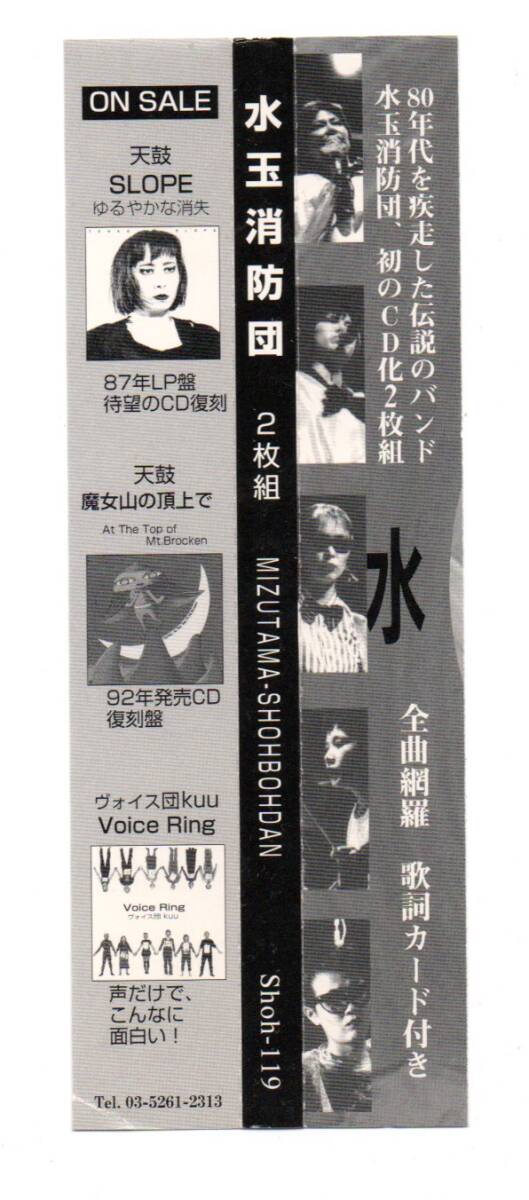 ON SALE
天鼓
SLOPE
ゆるやかな消失
87年LP盤
待望のCD復刻
天鼓
魔女山の頂上で
At The Top of
Mt.Brocken
92年発売CD
復刻盤
ヴォイス団kuu
Voice Ring
Voice Ring
ヴォイス団 kuu
声だけで、
こんなに
面白い！
Tel. 03-5261-2313
水玉消防団 2枚組 MIZUTAMA-SHOHBOHDAN Shoh-119
80年代を疾走した伝説のバンド
水玉消防団、初のCD化2枚組
水
全曲網羅 歌詞カード付き